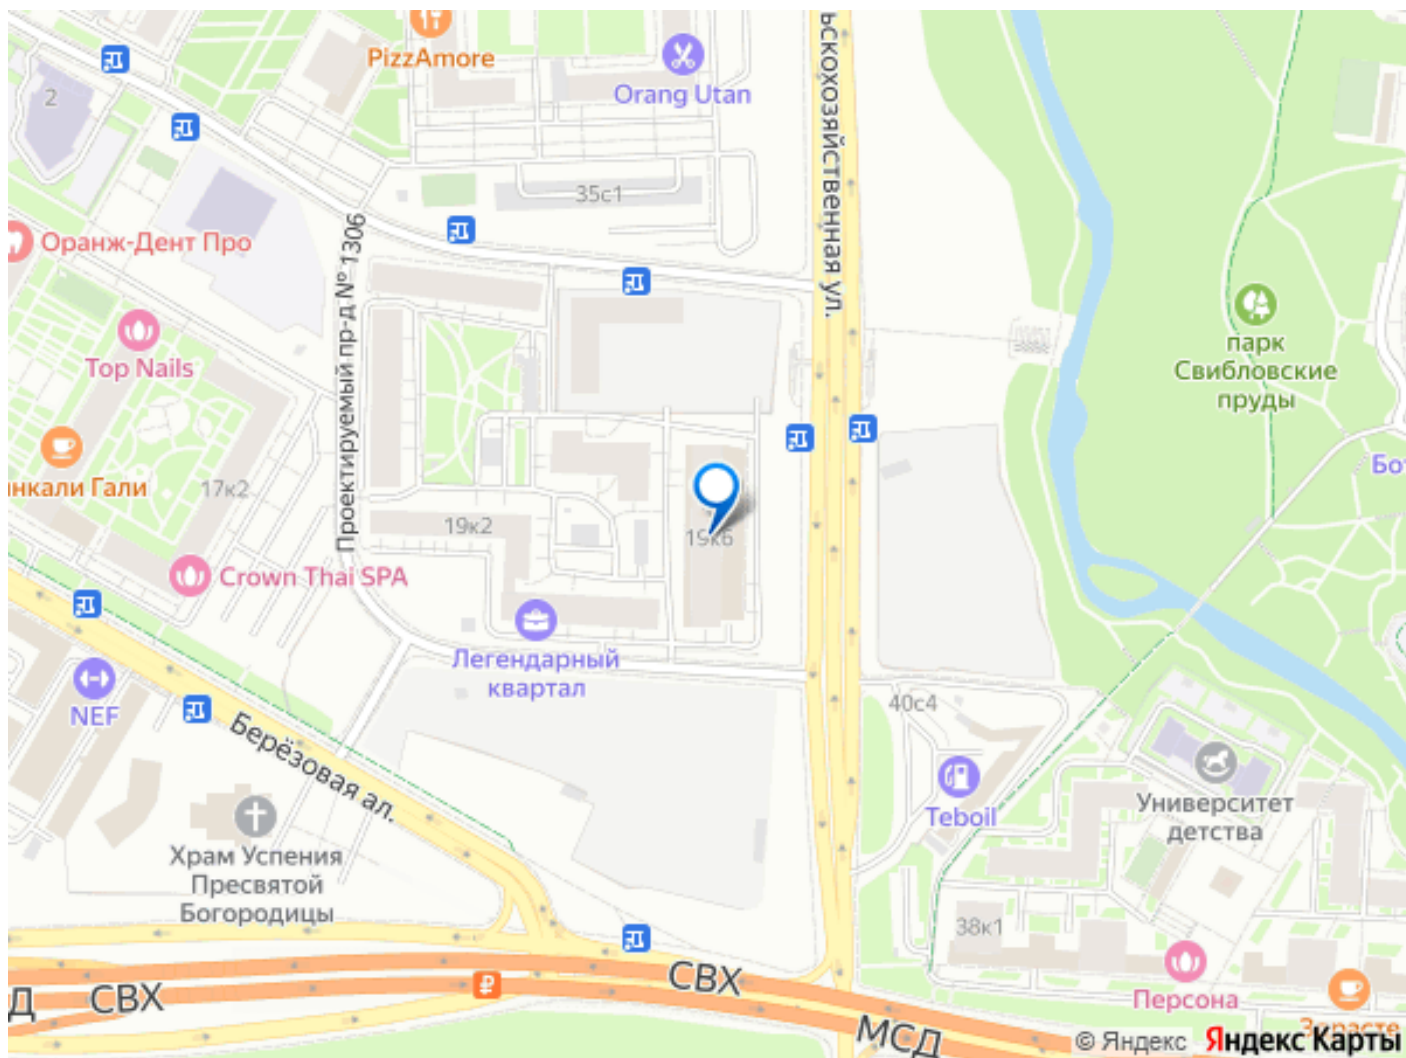 PizzAmore
Orang Utan
2
35с1
ьскохозяйственная ул.
Оранж-Дент Про
Проектируемый пр-д № 1306
парк
Свибловские
пруды
Top Nails
нкали Гали
17к2
19к2
19к6
Бо
Crown Thai SPA
Легендарный
квартал
NEF
Берёзовая ал.
40с4
Teboil
Университет
детства
Храм Успения
Пресвятой
Богородицы
38к1
Персона
Д
СВХ
СВХ
МСД
© Яндекс
Яндекс Карты